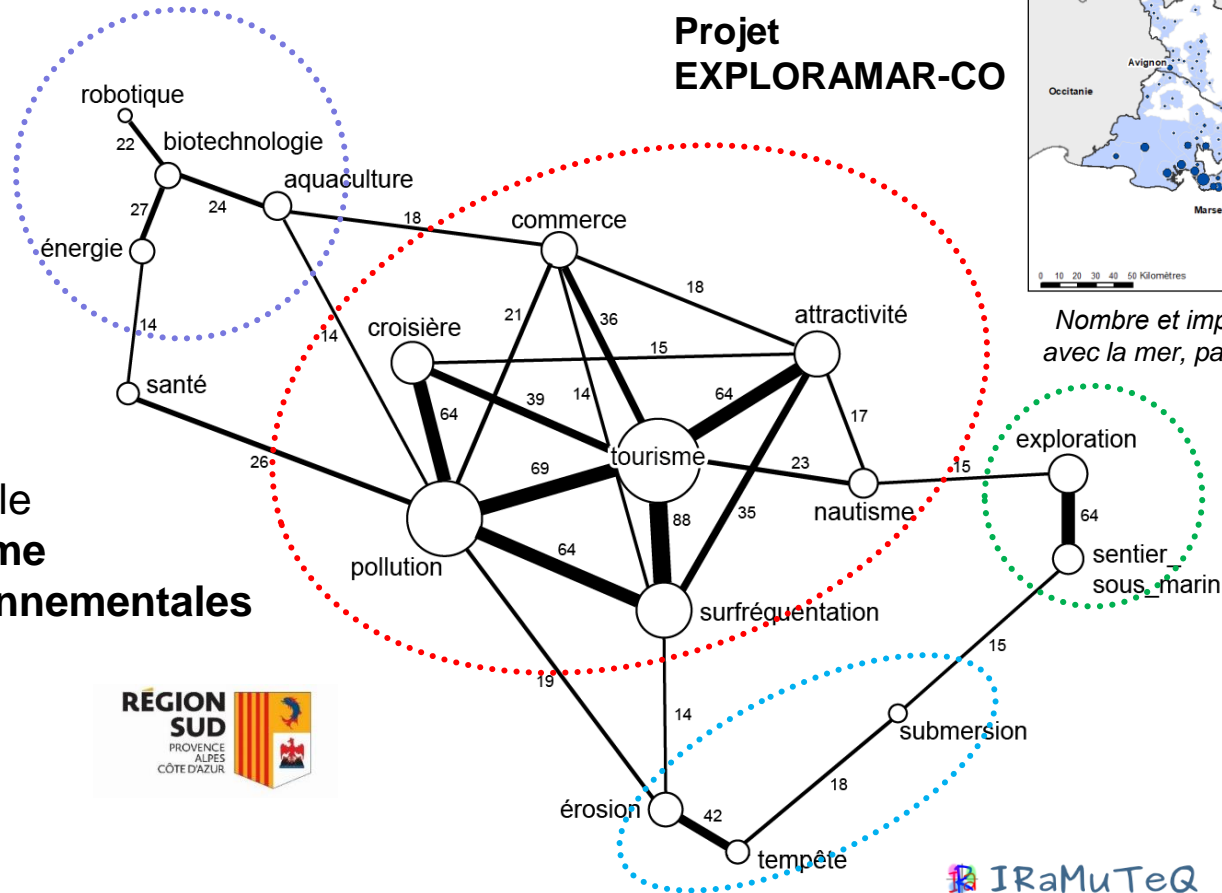 Projet
EXPLORAMAR-CO
Avignon
Occitanie
Marse
0 10 20 30 40 50 Kilomètres
Nombre et imp
avec la mer, pa
robotique
22
biotechnologie
27
24
aquaculture
énergie
18
commerce
14
14
santé
croisière
21
36
18
attractivité
15
64
39
14
64
17
exploration
26
tourisme
69
23
15
nautisme
64
88
35
sentier_
sous_marin
64
pollution
surfréquentation
le
me
nnementales
19
14
15
submersion
18
érosion
42
tempête
RÉGION
SUD
PROVENCE
ALPES
CÔTE D'AZUR
IRaMuTeQ